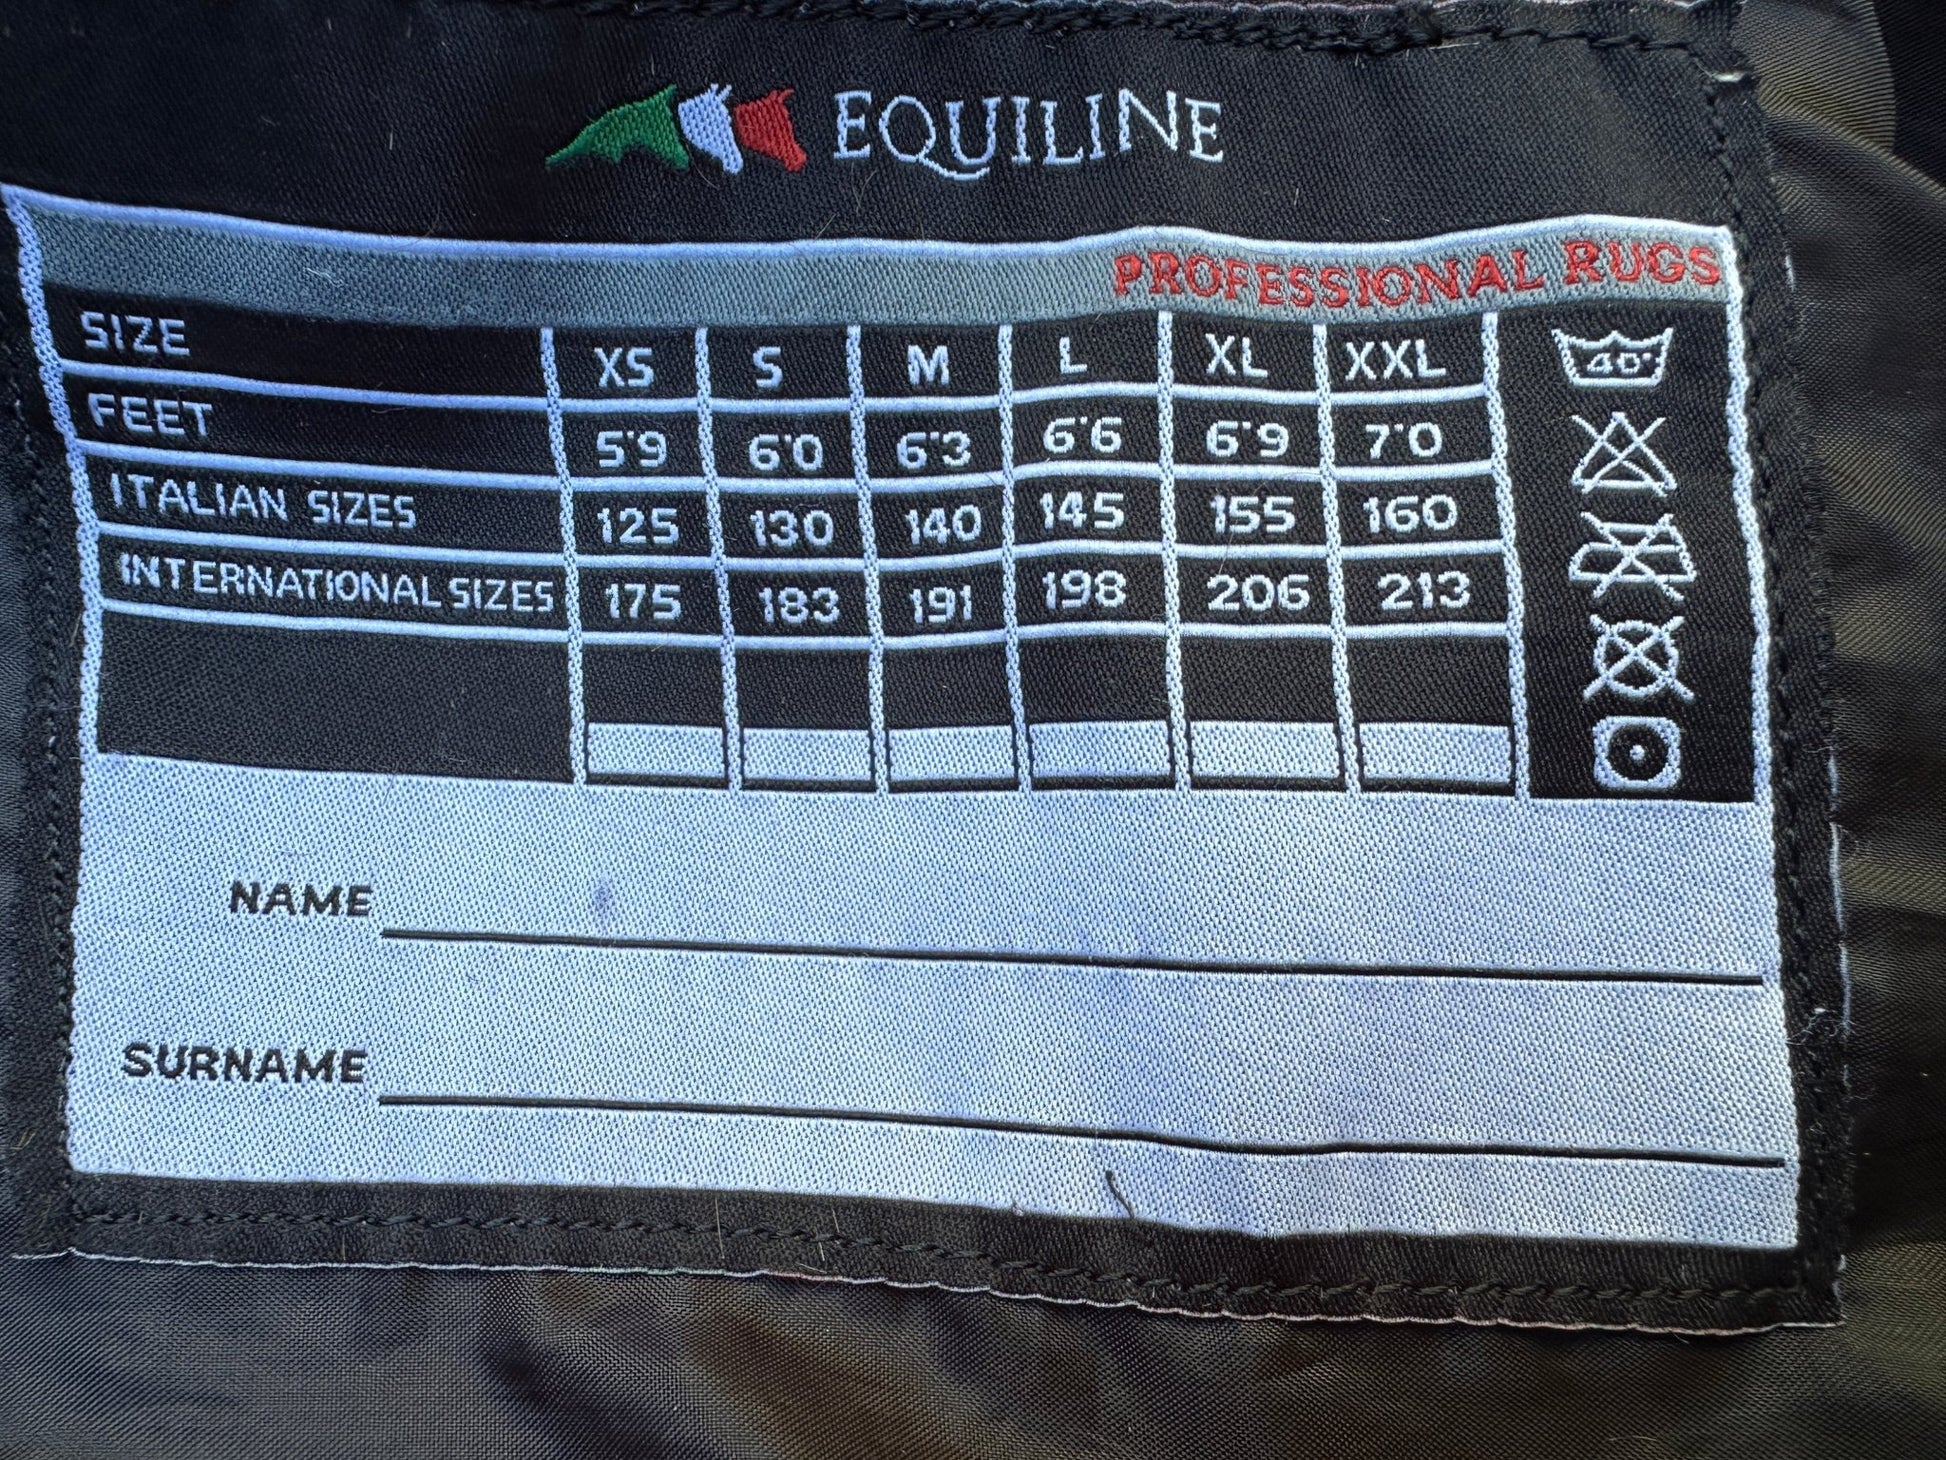 EQUILINE
PROFESSIONAL RUGS
SIZE XS S M L XL XXL
FEET 5'9 6'0 6'3 6'6 6'9 7'0
ITALIAN SIZES 125 130 140 145 155 160
INTERNATIONAL SIZES 175 183 191 198 206 213
40°
NAME
SURNAME